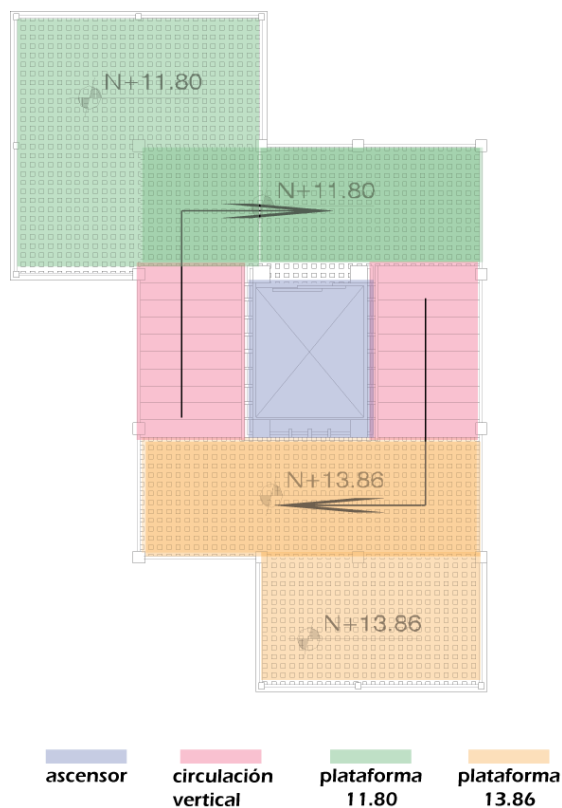 N+11.80
N+11.80
N+13.86
N+13.86
ascensor
circulación
vertical
plataforma
11.80
plataforma
13.86